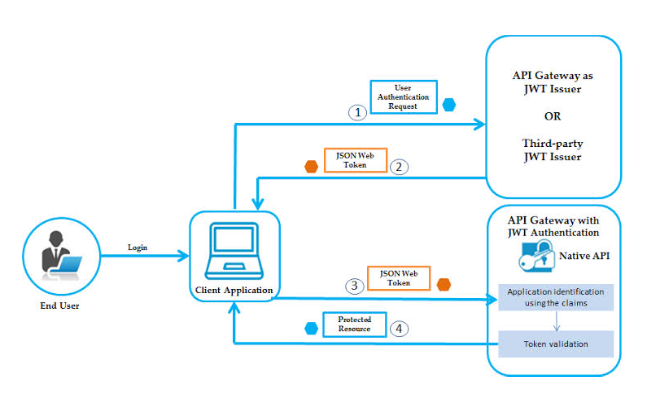 User
Authentication
Request
1
API Gateway as
JWT Issuer
OR
Third-party
JWT Issuer
JSON Web
Token
2
API Gateway with
JWT Authentication
Native API
Login
End User
Client Application
JSON Web
Token
3
Application identification
using the claims
Protected
Resource
4
Token validation